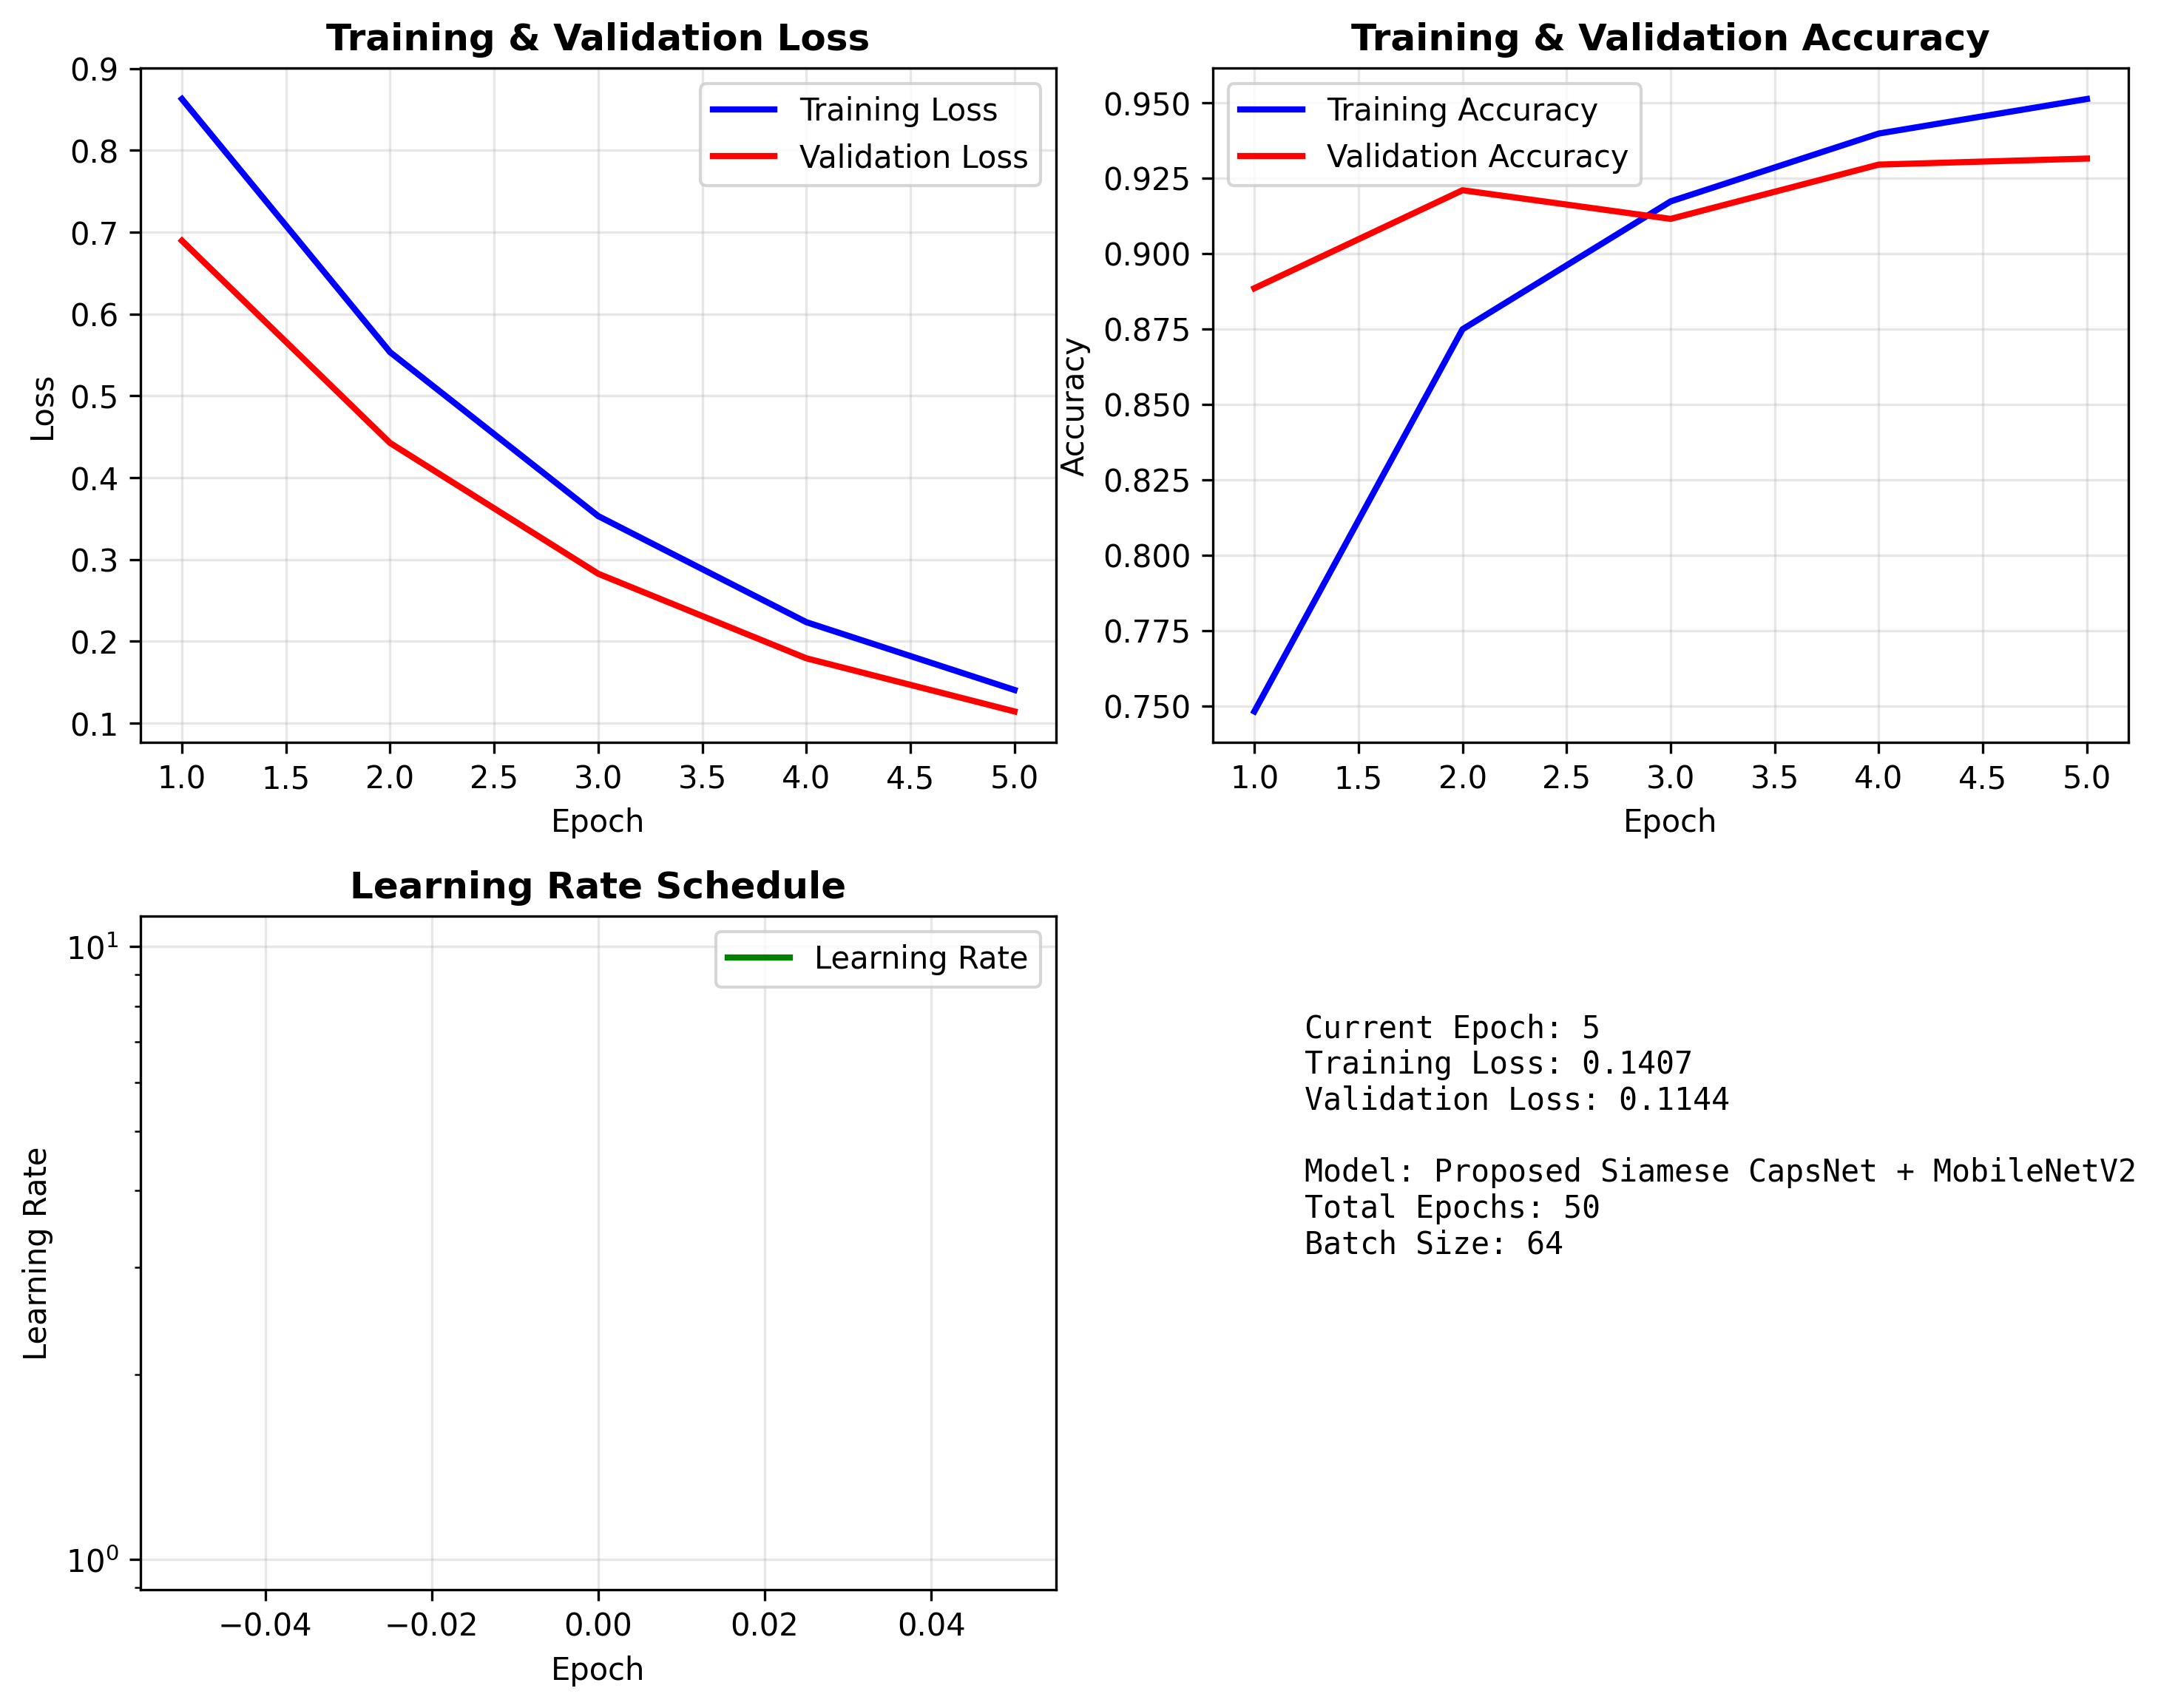 Training & Validation Loss
0.9
0.8
0.7
0.6
0.5
0.4
0.3
0.2
0.1
Loss
Training Loss
Validation Loss
1.0 1.5 2.0 2.5 3.0 3.5 4.0 4.5 5.0
Epoch
Training & Validation Accuracy
0.950
0.925
0.900
0.875
0.850
0.825
0.800
0.775
0.750
Accuracy
Training Accuracy
Validation Accuracy
1.0 1.5 2.0 2.5 3.0 3.5 4.0 4.5 5.0
Epoch
Learning Rate Schedule
10¹
10⁰
Learning Rate
Learning Rate
−0.04 −0.02 0.00 0.02 0.04
Epoch
Current Epoch: 5
Training Loss: 0.1407
Validation Loss: 0.1144
Model: Proposed Siamese CapsNet + MobileNetV2
Total Epochs: 50
Batch Size: 64